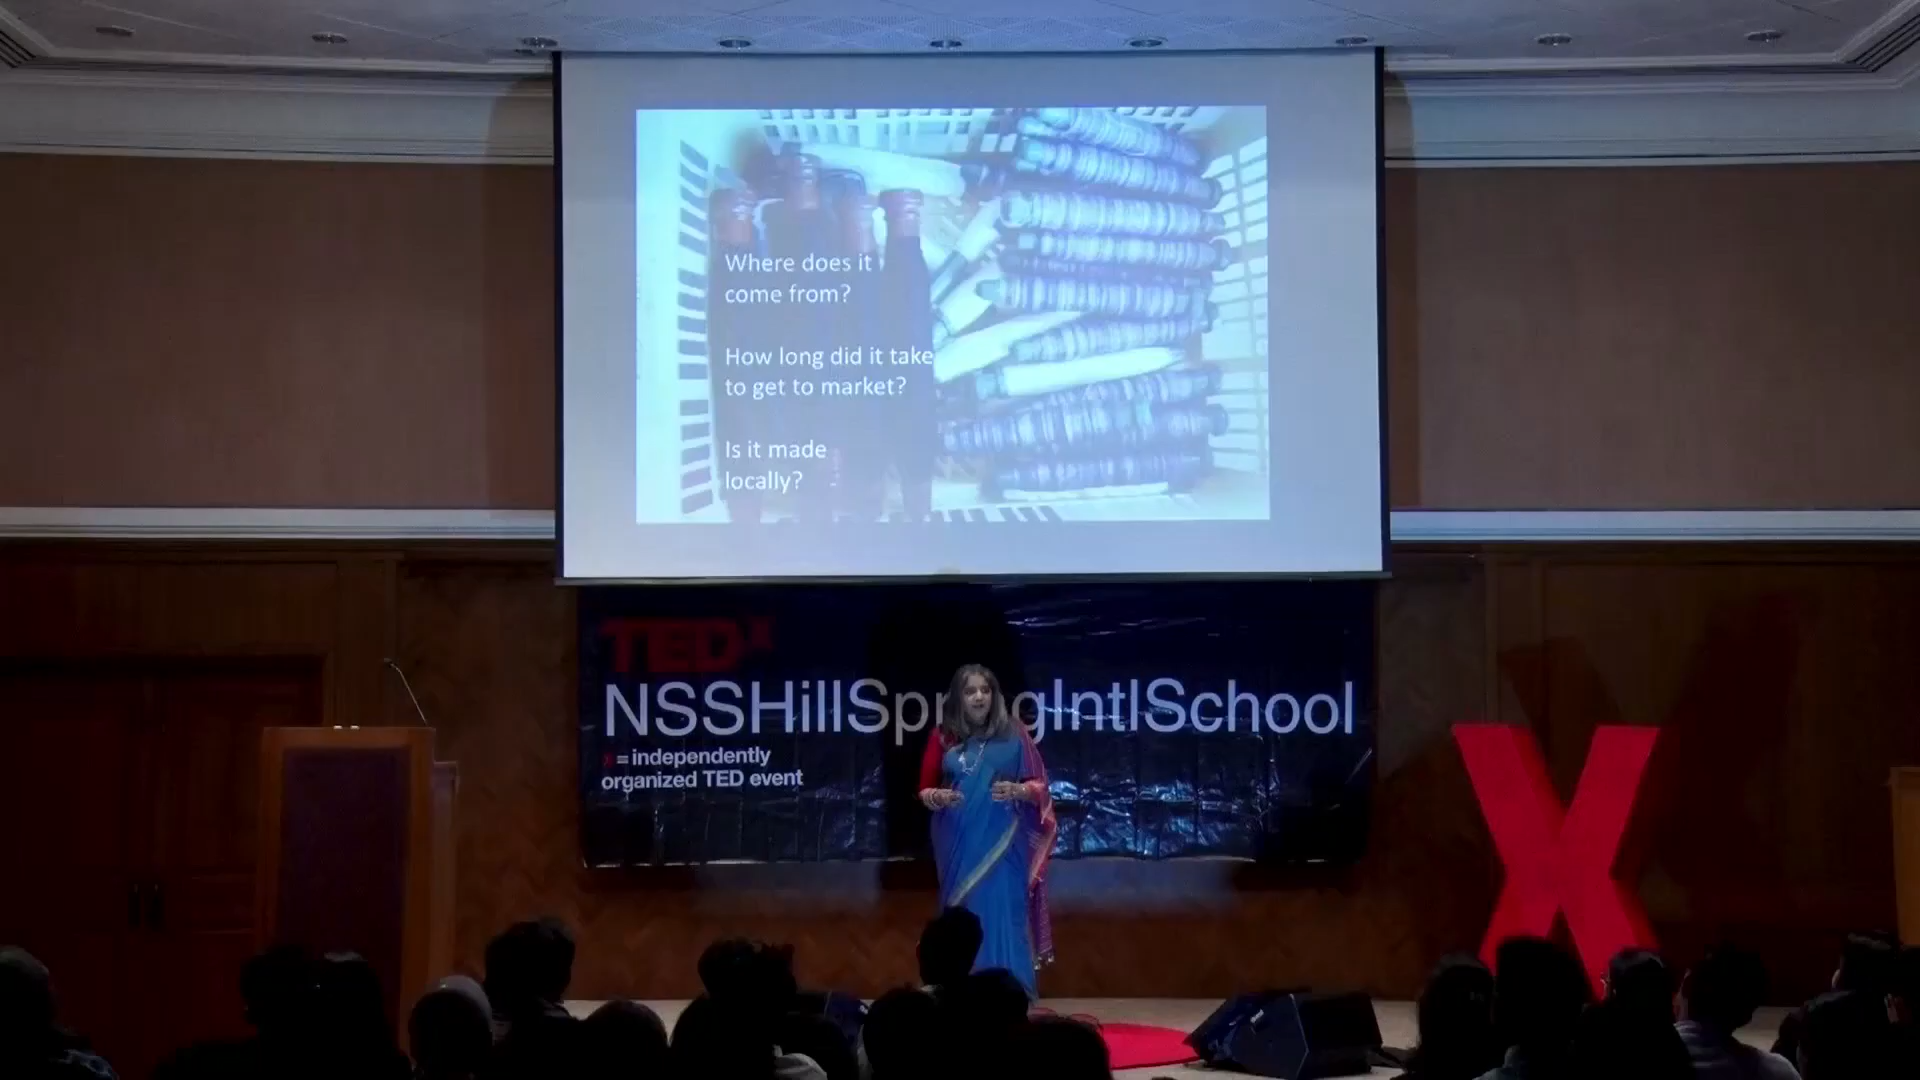 Where does it
come from?
How long did it take
to get to market?
Is it made
locally?
TEDx
NSSHillSpringIntlSchool
x = independently
organized TED event
X